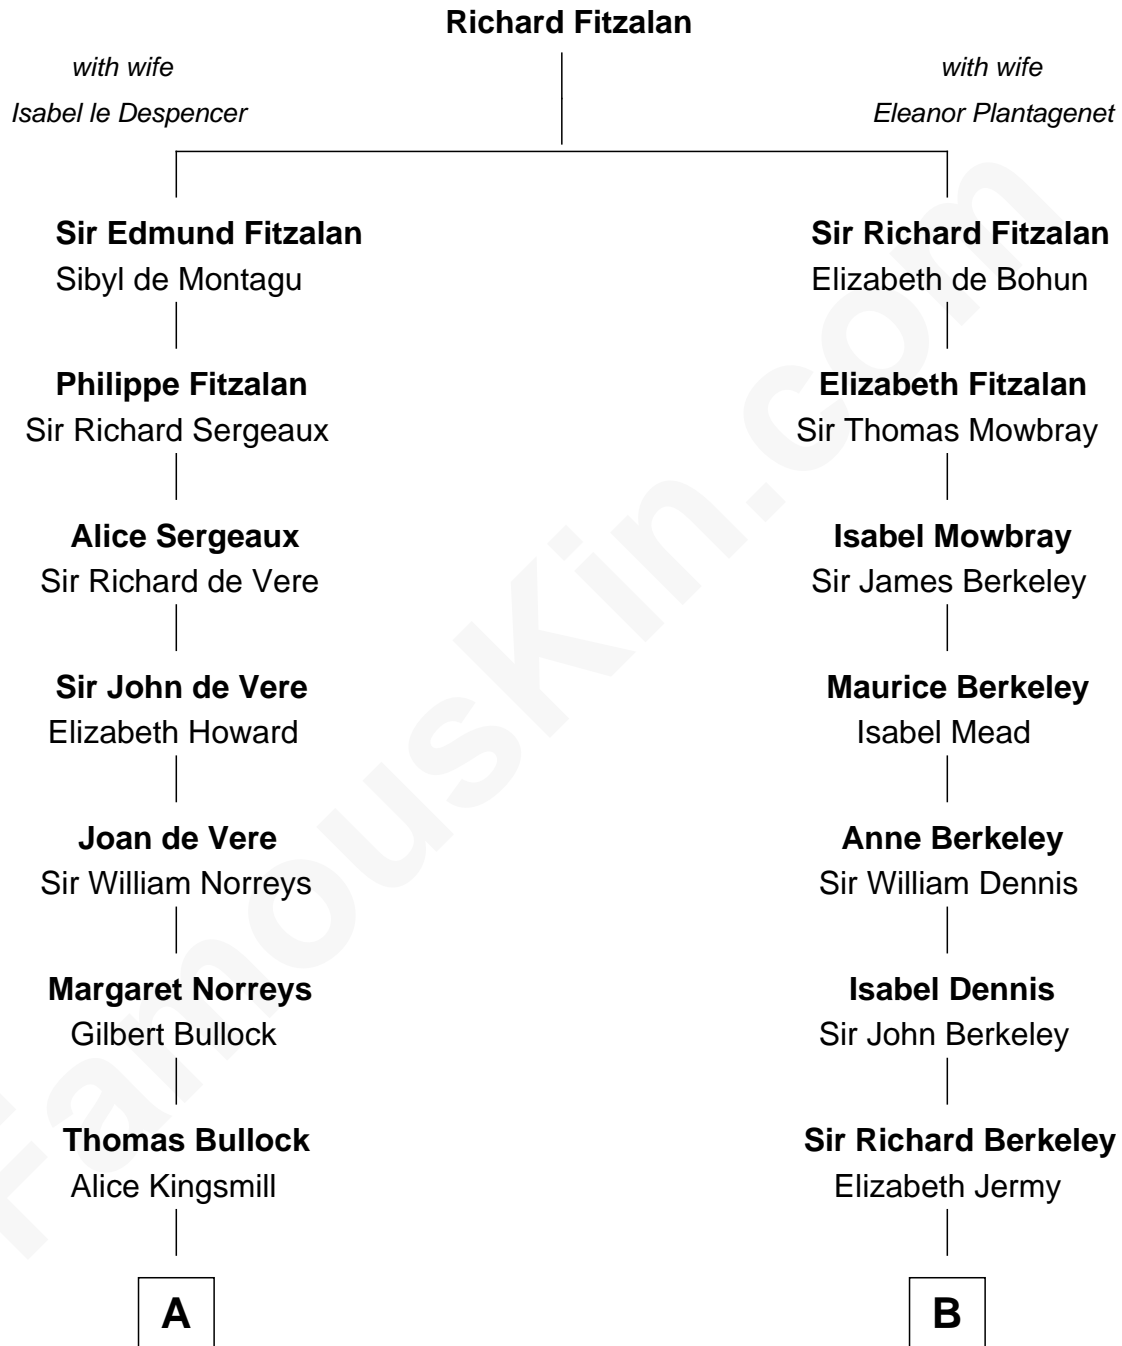 Richard Fitzalan
with wife
Isabel le Despencer
with wife
Eleanor Plantagenet
Sir Edmund Fitzalan
Sibyl de Montagu
Philippe Fitzalan
Sir Richard Sergeaux
Alice Sergeaux
Sir Richard de Vere
Sir John de Vere
Elizabeth Howard
Joan de Vere
Sir William Norreys
Margaret Norreys
Gilbert Bullock
Thomas Bullock
Alice Kingsmill
A
Sir Richard Fitzalan
Elizabeth de Bohun
Elizabeth Fitzalan
Sir Thomas Mowbray
Isabel Mowbray
Sir James Berkeley
Maurice Berkeley
Isabel Mead
Anne Berkeley
Sir William Dennis
Isabel Dennis
Sir John Berkeley
Sir Richard Berkeley
Elizabeth Jermy
B
FamousKin.com